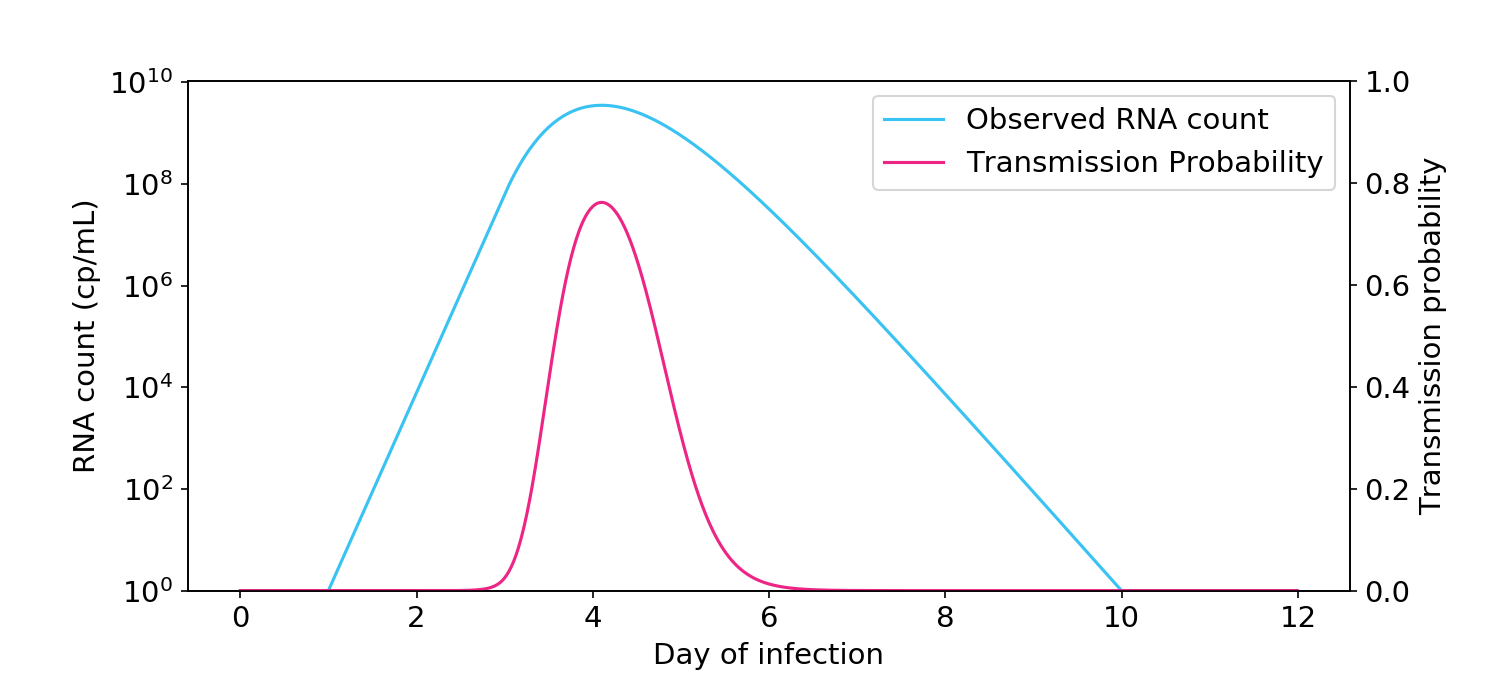 10^10
10^8
10^6
10^4
10^2
10^0
RNA count (cp/mL)
Observed RNA count
Transmission Probability
1.0
0.8
0.6
0.4
0.2
0.0
Transmission probability
0 2 4 6 8 10 12
Day of infection